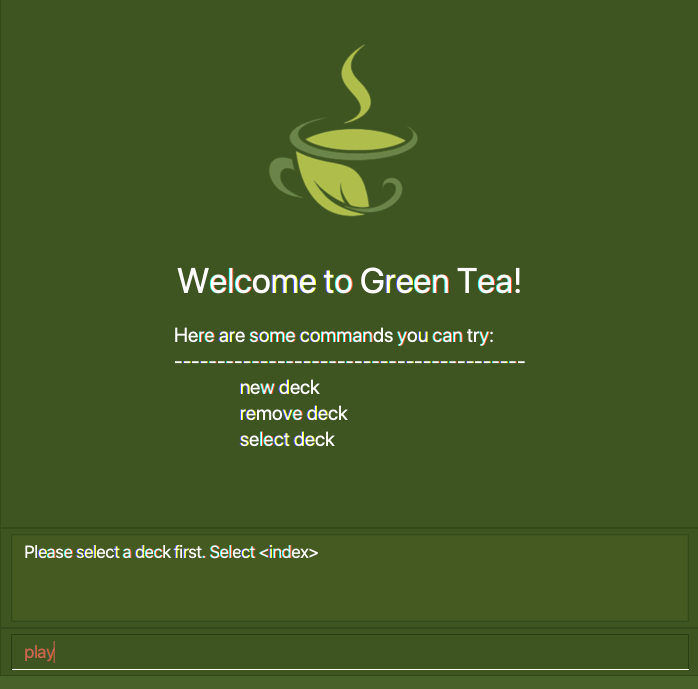 Welcome to Green Tea!
Here are some commands you can try:
-----------------------------------------
new deck
remove deck
select deck
Please select a deck first. Select <index>
play